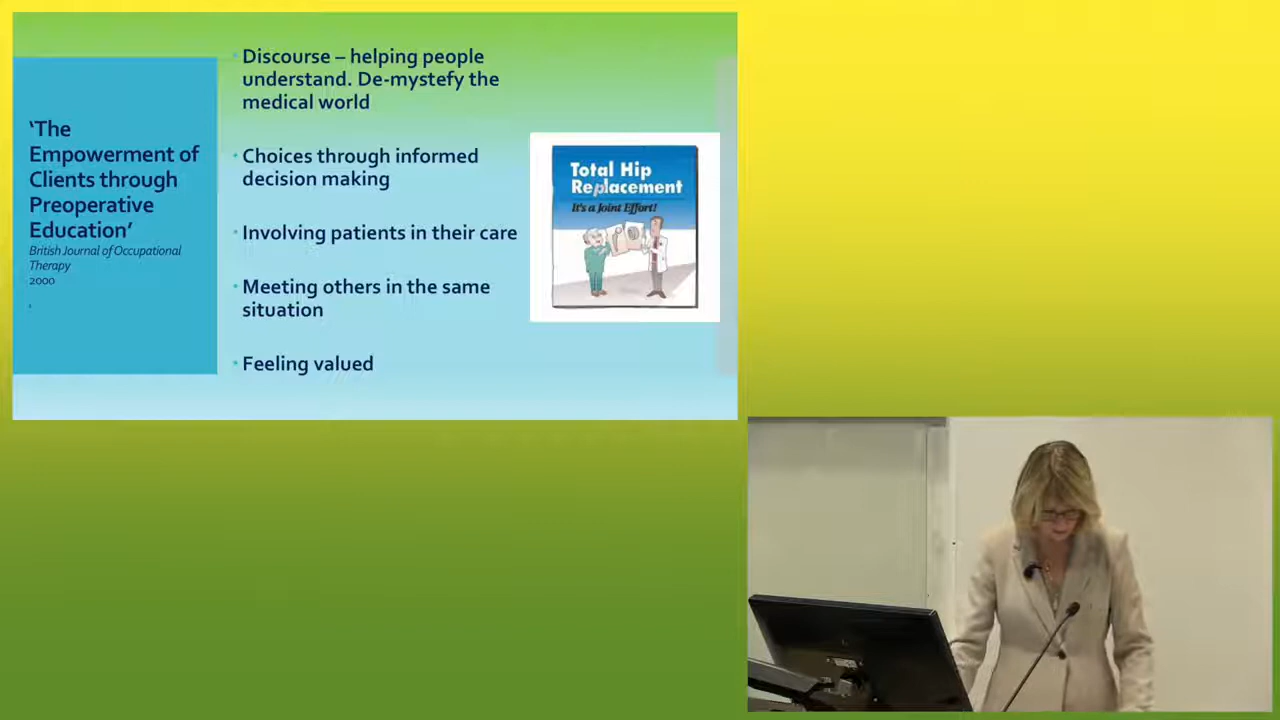 ‘The
Empowerment of
Clients through
Preoperative
Education’
British Journal of Occupational
Therapy
2000
Discourse – helping people
understand. De-mystefy the
medical world
Choices through informed
decision making
Involving patients in their care
Meeting others in the same
situation
Feeling valued
Total Hip
Replacement
It's a Joint Effort!